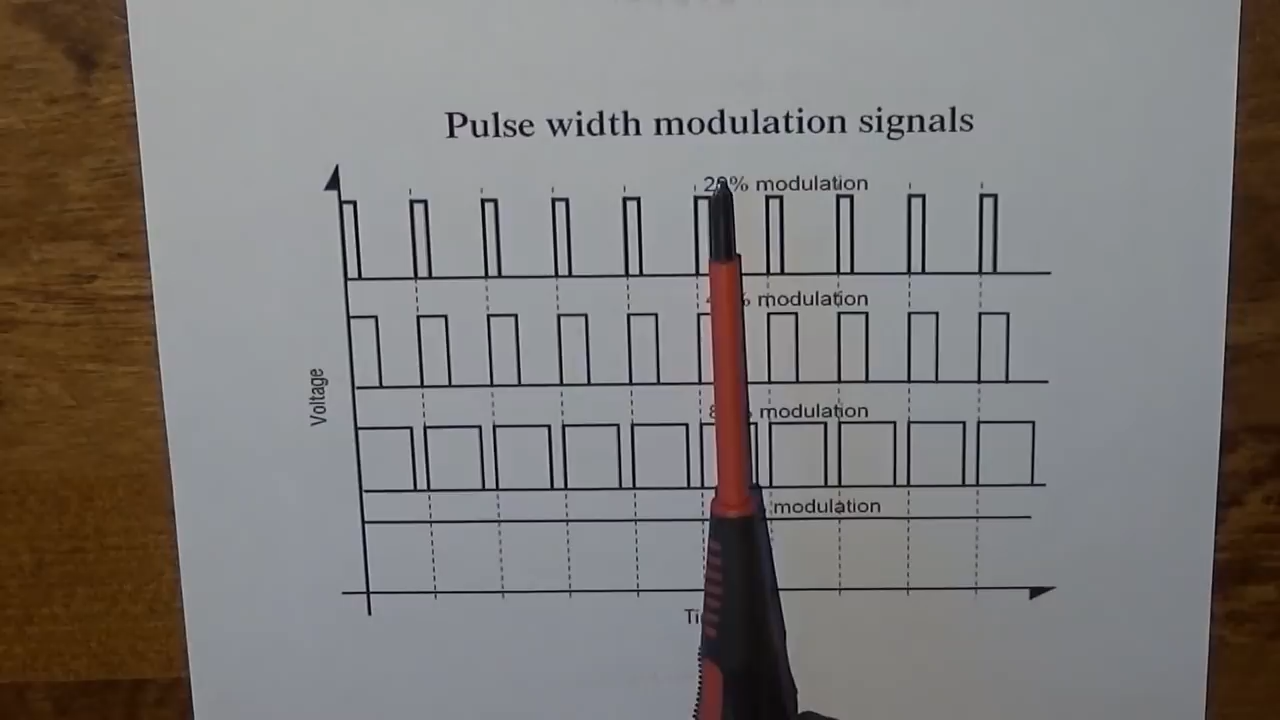 Pulse width modulation signals
% modulation
% modulation
Voltage
modulation
modulation